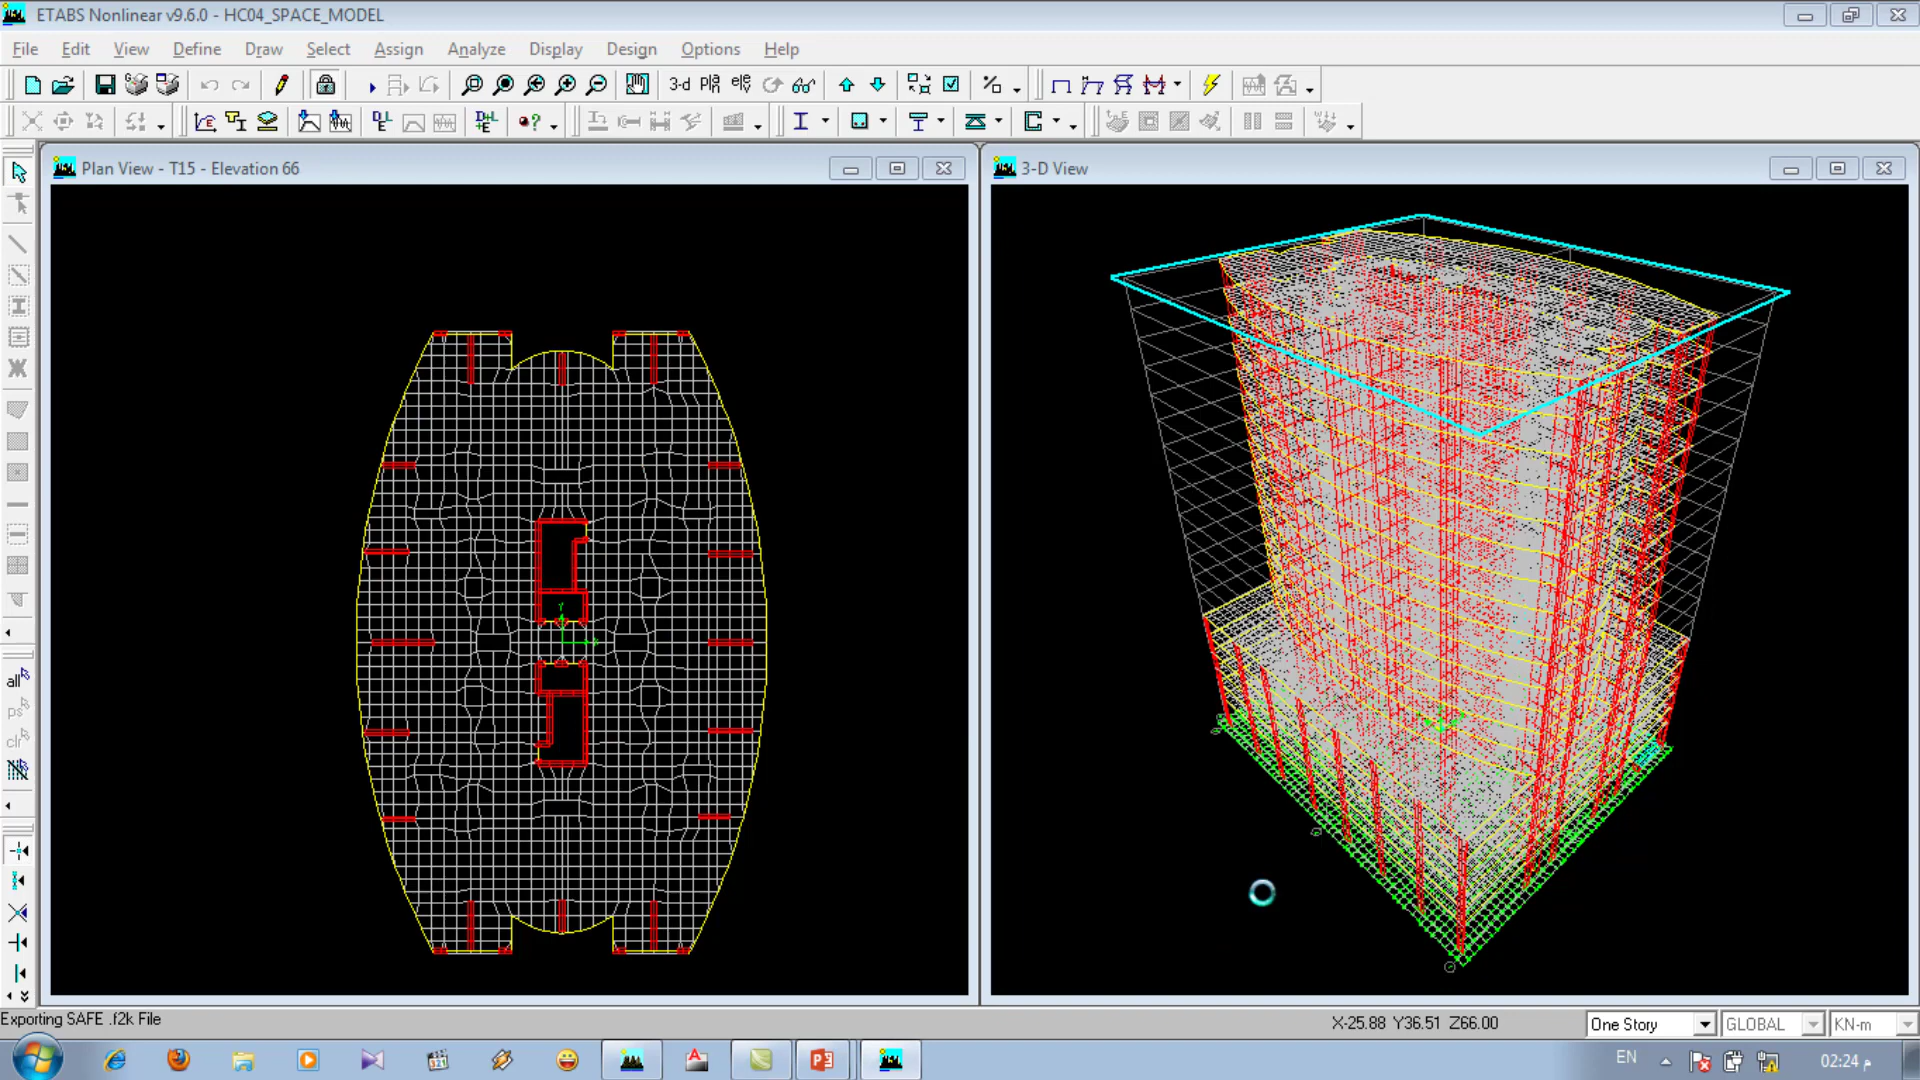 ETABS Nonlinear v9.6.0 - HC04_SPACE_MODEL
File Edit View Define Draw Select Assign Analyze Display Design Options Help
3-d
Plan View - T15 - Elevation 66
3-D View
all
ps
clr
Y
Exporting SAFE .f2k File
X-25.88 Y36.51 Z66.00
One Story
GLOBAL
KN-m
EN
02:24 م